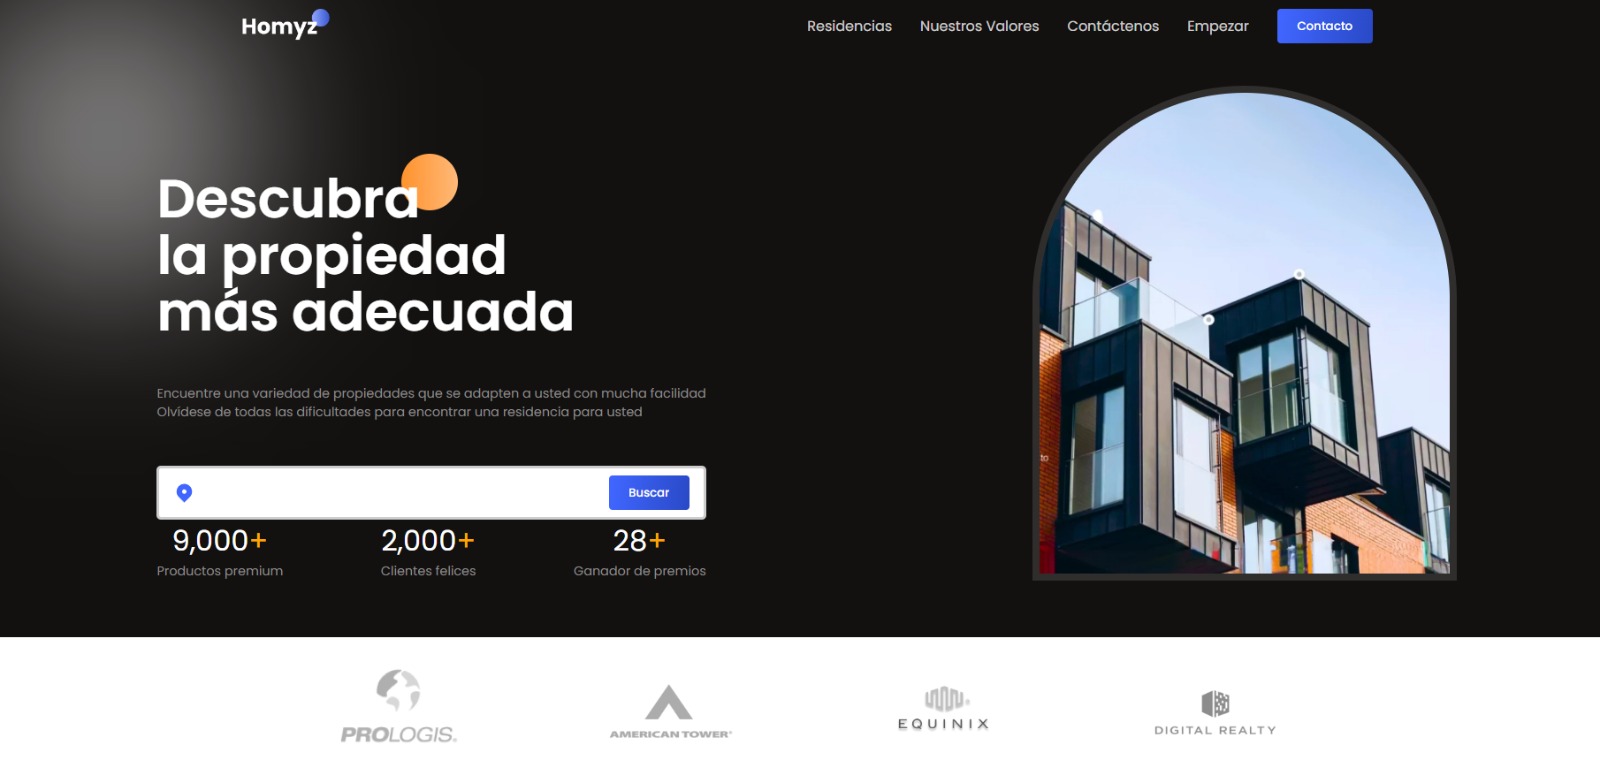 Homyz
Residencias
Nuestros Valores
Contáctenos
Empezar
Contacto
Descubra
la propiedad
más adecuada
Encuentre una variedad de propiedades que se adapten a usted con mucha facilidad
Olvídese de todas las dificultades para encontrar una residencia para usted
Buscar
9,000+
Productos premium
2,000+
Clientes felices
28+
Ganador de premios
PROLOGIS
AMERICAN TOWER
EQUINIX
DIGITAL REALTY